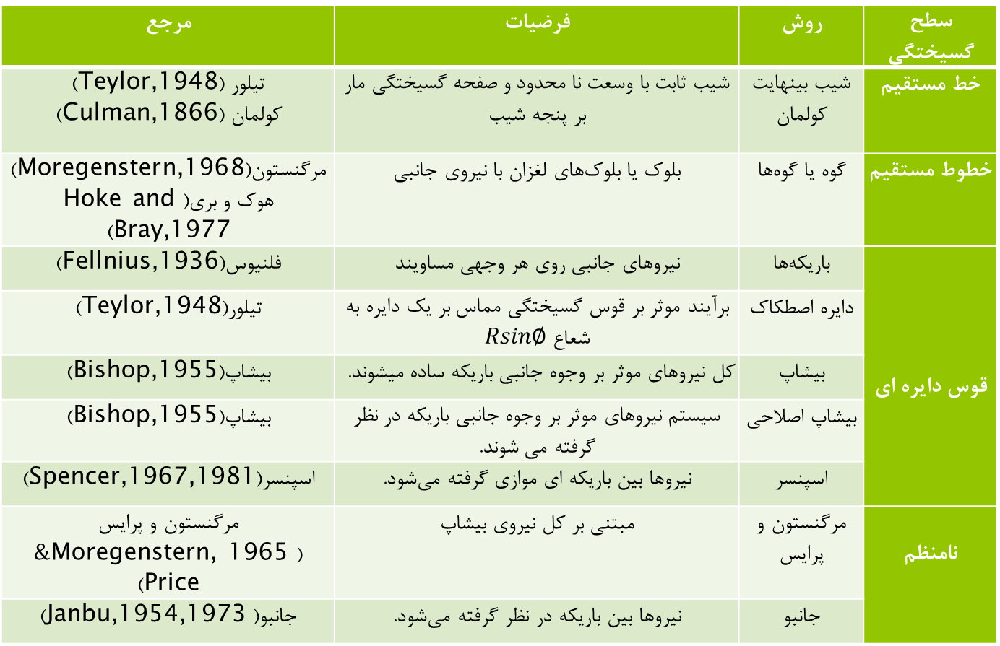 سطح
گسیختگی
روش
فرضیات
مرجع
خط مستقیم
شیب بینهایت
کولمان
شیب ثابت با وسعت نا محدود و صفحه گسیختگی مار
بر پنجه شیب
تیلور (Teylor,1948)
کولمان (Culman,1866)
خطوط مستقیم
گوه یا گوه‌ها
بلوک یا بلوک‌های لغزان با نیروی جانبی
مرگنستون(Moregenstern,1968)
هوک و بری( Hoke and
Bray,1977)
قوس دایره ای
باریکه‌ها
نیروهای جانبی روی هر وجهی مساویند
فلنیوس(Fellnius,1936)
دایره اصطکاک
برآیند موثر بر قوس گسیختگی مماس بر یک دایره به
شعاع Rsin∅
تیلور(Teylor,1948)
بیشاپ
کل نیروهای موثر بر وجوه جانبی باریکه ساده میشوند.
بیشاپ(Bishop,1955)
بیشاپ اصلاحی
سیستم نیروهای موثر بر وجوه جانبی باریکه در نظر
گرفته می شوند.
بیشاپ(Bishop,1955)
اسپنسر
نیروها بین باریکه ای موازی گرفته می‌شود.
اسپنسر(Spencer,1967,1981)
نامنظم
مرگنستون و
پرایس
مبتنی بر کل نیروی بیشاپ
مرگنستون و پرایس
( Moregenstern, 1965&
Price)
جانبو
نیروها بین باریکه در نظر گرفته می‌شود.
جانبو( Janbu,1954,1973)